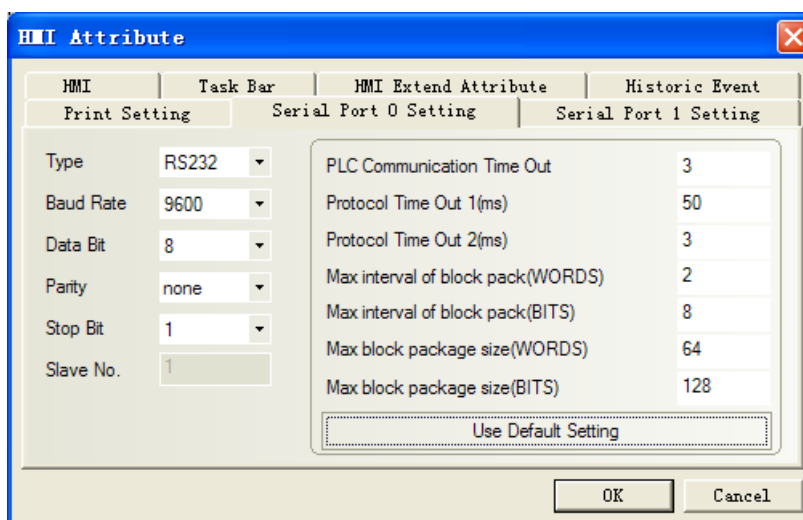 HMI Attribute
HMI Task Bar HMI Extend Attribute Historic Event
Print Setting Serial Port 0 Setting Serial Port 1 Setting
Type RS232
Baud Rate 9600
Data Bit 8
Parity none
Stop Bit 1
Slave No. 1
PLC Communication Time Out 3
Protocol Time Out 1(ms) 50
Protocol Time Out 2(ms) 3
Max interval of block pack(WORDS) 2
Max interval of block pack(BITS) 8
Max block package size(WORDS) 64
Max block package size(BITS) 128
Use Default Setting
OK Cancel